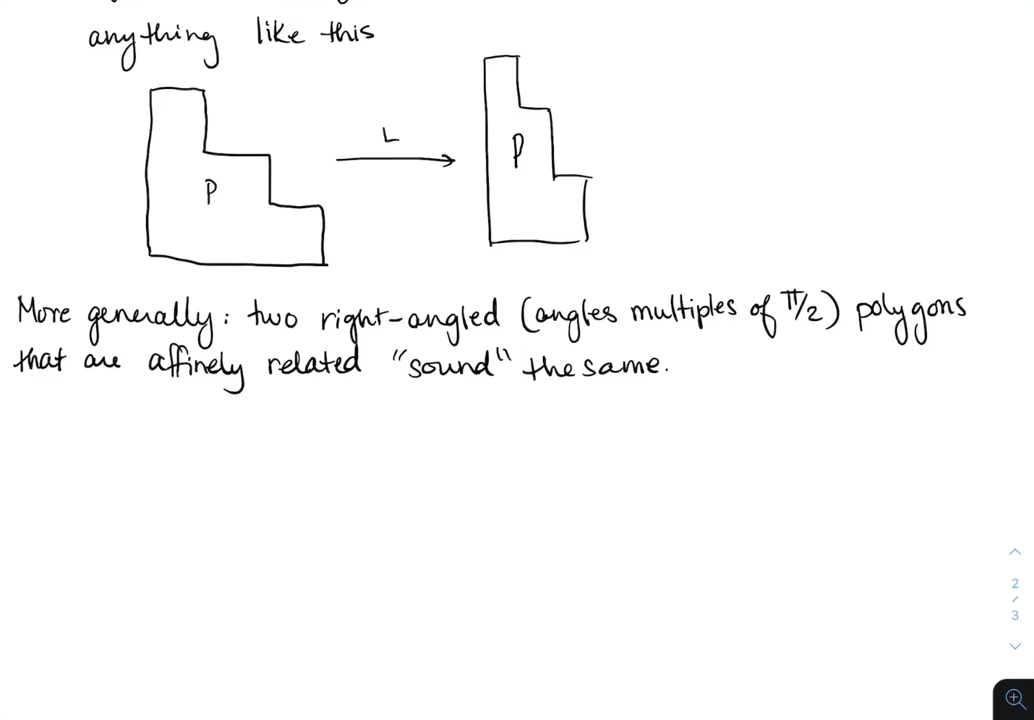 anything like this
L
P
P
More generally: two right-angled (angles multiples of π/2) polygons
that are affinely related "sound" the same.
2
/
3